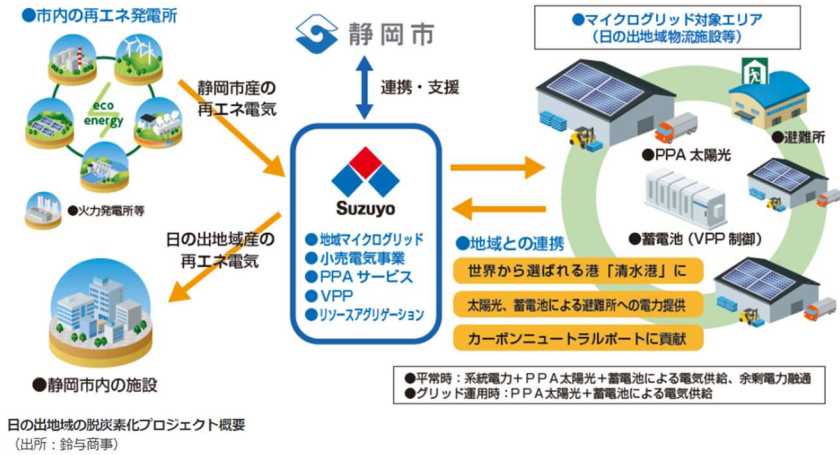 ●市内の再エネ発電所
eco
energy
●火力発電所等
静岡市産の
再エネ電気
日の出地域産の
再エネ電気
●静岡市内の施設
静岡市
連携・支援
Suzuyo
●地域マイクログリッド
●小売電気事業
●PPAサービス
●VPP
●リソースアグリゲーション
●マイクログリッド対象エリア
（日の出地域物流施設等）
●避難所
●PPA太陽光
●蓄電池（VPP制御）
●地域との連携
世界から選ばれる港「清水港」に
太陽光、蓄電池による避難所への電力提供
カーボンニュートラルポートに貢献
●平常時：系統電力＋PPA太陽光＋蓄電池による電気供給、余剰電力融通
●グリッド運用時：PPA太陽光＋蓄電池による電気供給
日の出地域の脱炭素化プロジェクト概要
（出所：鈴与商事）